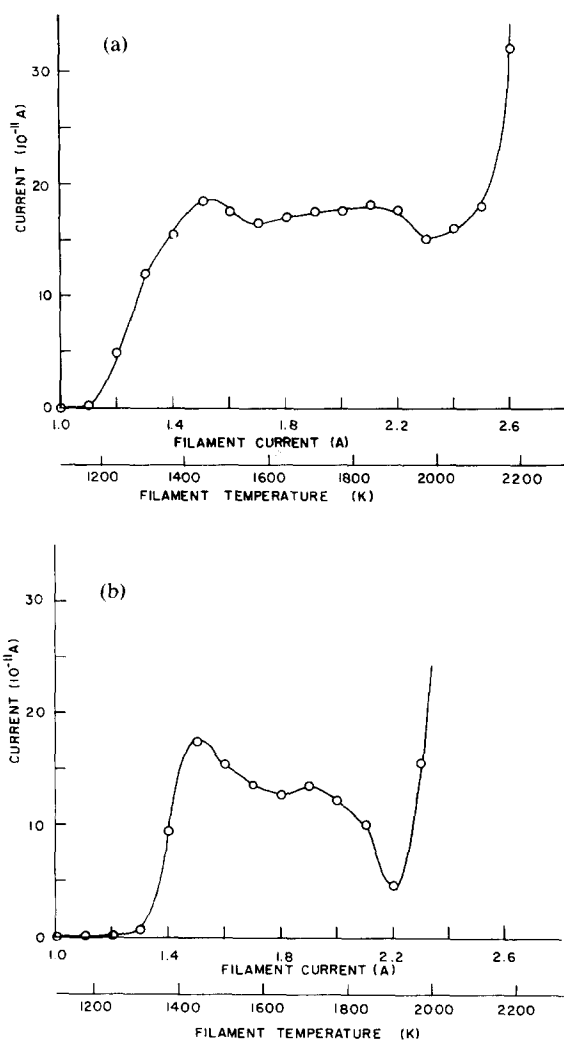 (a)
30
20
10
0
CURRENT (10⁻¹¹A)
1.0 1.4 1.8 2.2 2.6
FILAMENT CURRENT (A)
1200 1400 1600 1800 2000 2200
FILAMENT TEMPERATURE (K)
(b)
30
20
10
0
CURRENT (10⁻¹¹A)
1.0 1.4 1.8 2.2 2.6
FILAMENT CURRENT (A)
1200 1400 1600 1800 2000 2200
FILAMENT TEMPERATURE (K)